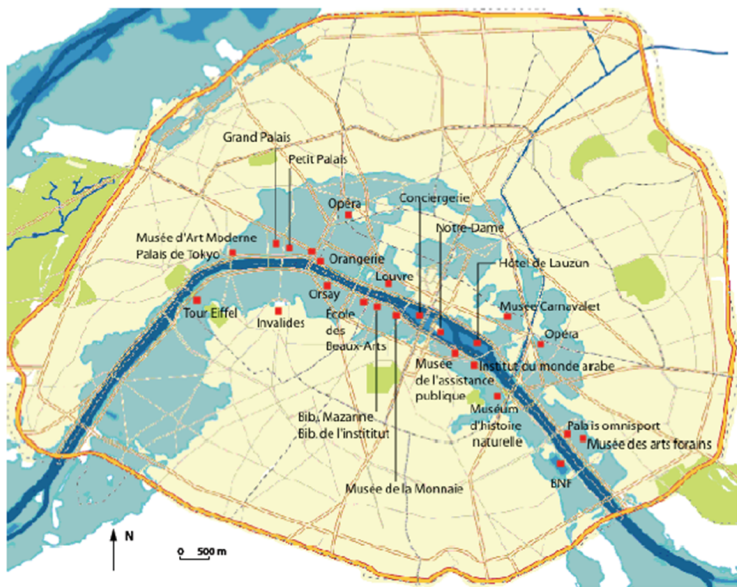 Grand Palais
Petit Palais
Opéra
Conciergerie
Notre-Dame
Musée d'Art Moderne
Palais de Tokyo
Orangerie
Hôtel de Lauzun
Louvre
Orsay
Tour Eiffel
Invalides
École
des
Beaux-Arts
Musée Carnavalet
Opéra
Musée
de l'assistance
publique
Institut du monde arabe
Bib. Mazarine
Bib. de l'institiut
Muséum
d'histoire
naturelle
Palais omnisport
Musée des arts forains
BNF
Musée de la Monnaie
N
0 500 m